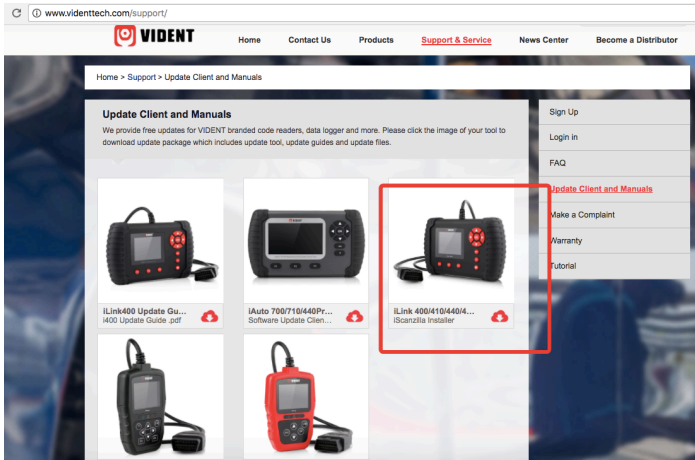 www.videnttech.com/support/
VIDENT
Home Contact Us Products Support & Service News Center Become a Distributor
Home > Support > Update Client and Manuals
Update Client and Manuals
We provide free updates for VIDENT branded code readers, data logger and more. Please click the image of your tool to
download update package which includes update tool, update guides and update files.
Sign Up
Login in
FAQ
Update Client and Manuals
Make a Complaint
Warranty
Tutorial
iLink400 Update Gu...
i400 Update Guide .pdf
iAuto 700/710/440Pr...
Software Update Clien...
iLink 400/410/440/4...
iScanzilla Installer